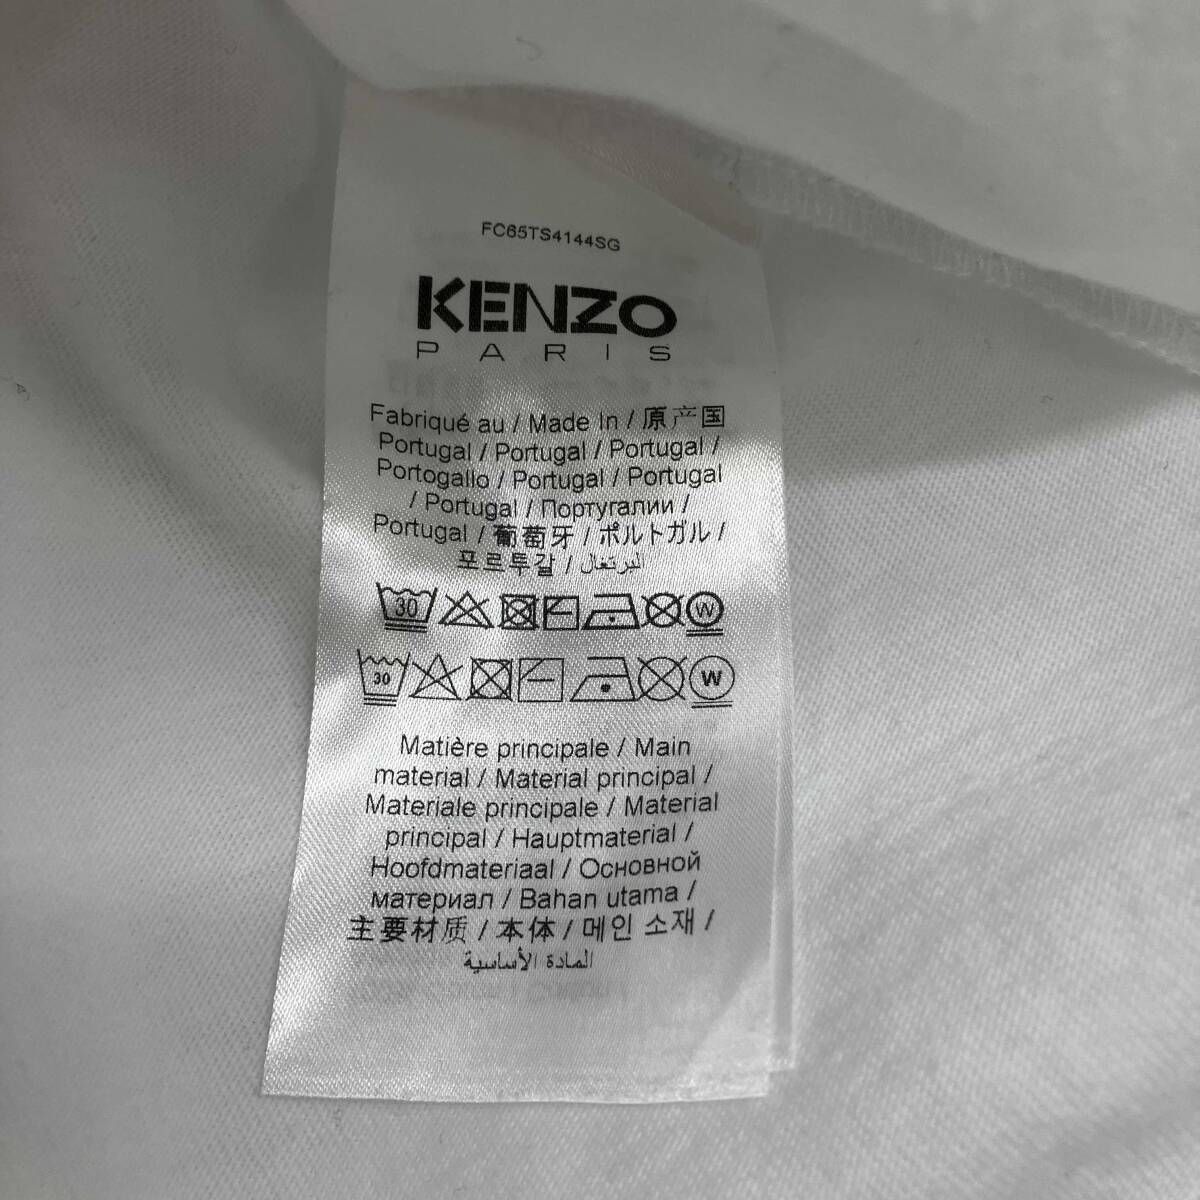 FC65TS4144SG
KENZO
PARIS
Fabriqué au / Made In / 原产国
Portugal / Portugal / Portugal /
Portogallo / Portugal / Portugal
/ Portugal / Португалии /
Portugal / 葡萄牙 / ポルトガル /
포르투갈 / البرتغال
30 W
30 W
Matière principale / Main
material / Material principal /
Materiale principale / Material
principal / Hauptmaterial /
Hoofdmateriaal / Основной
материал / Bahan utama /
主要材质 / 本体 / 메인 소재 /
المادة الأساسية